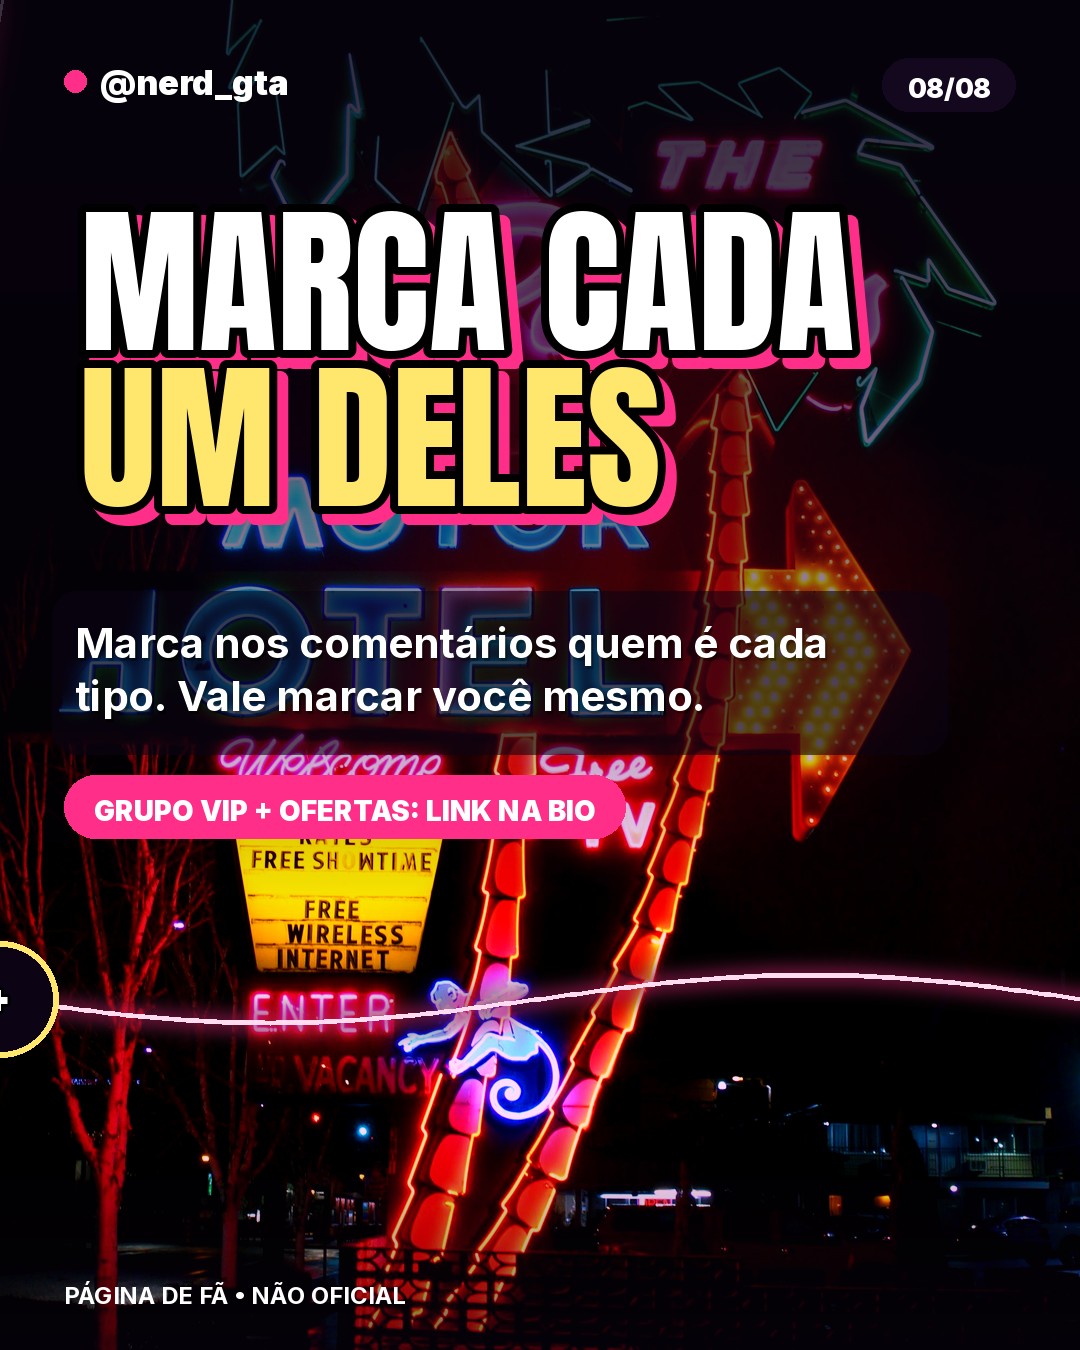 @nerd_gta
08/08
THE
MARCA CADA
UM DELES
MOTOR
HOTEL
Marca nos comentários quem é cada
tipo. Vale marcar você mesmo.
Welcome
Free
GRUPO VIP + OFERTAS: LINK NA BIO
RATES
FREE SHOWTIME
FREE
WIRELESS
INTERNET
ENTER
VACANCY
PÁGINA DE FÃ • NÃO OFICIAL